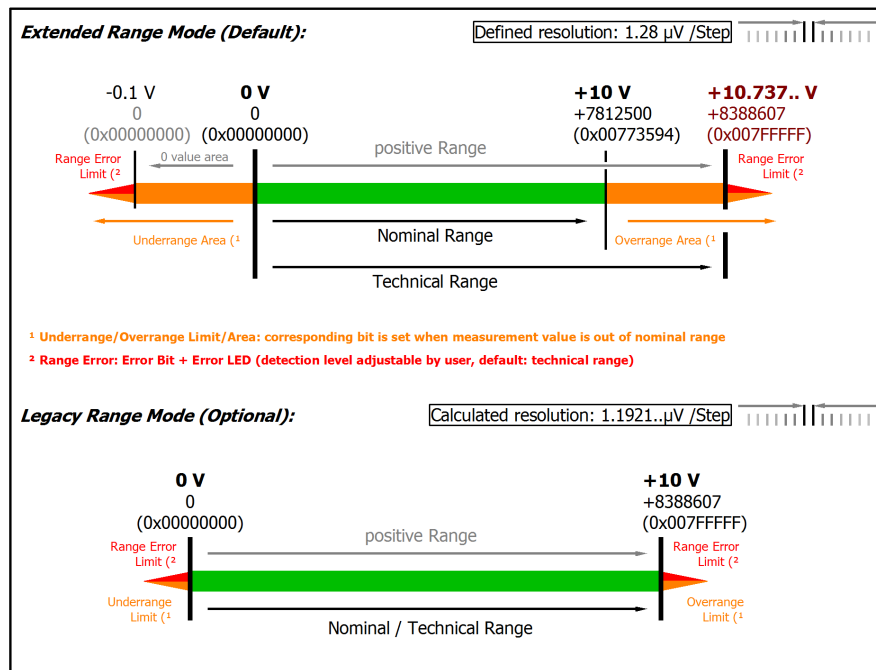 Extended Range Mode (Default):
Defined resolution: 1.28 µV /Step
-0.1 V
0
(0x00000000)
0 V
0
(0x00000000)
+10 V
+7812500
(0x00773594)
+10.737.. V
+8388607
(0x007FFFFF)
Range Error
Limit (²
0 value area
positive Range
Range Error
Limit (²
Underrange Area (¹
Nominal Range
Overrange Area (¹
Technical Range
¹ Underrange/Overrange Limit/Area: corresponding bit is set when measurement value is out of nominal range
² Range Error: Error Bit + Error LED (detection level adjustable by user, default: technical range)
Legacy Range Mode (Optional):
Calculated resolution: 1.1921..µV /Step
0 V
0
(0x00000000)
+10 V
+8388607
(0x007FFFFF)
Range Error
Limit (²
positive Range
Range Error
Limit (²
Underrange
Limit (¹
Nominal / Technical Range
Overrange
Limit (¹